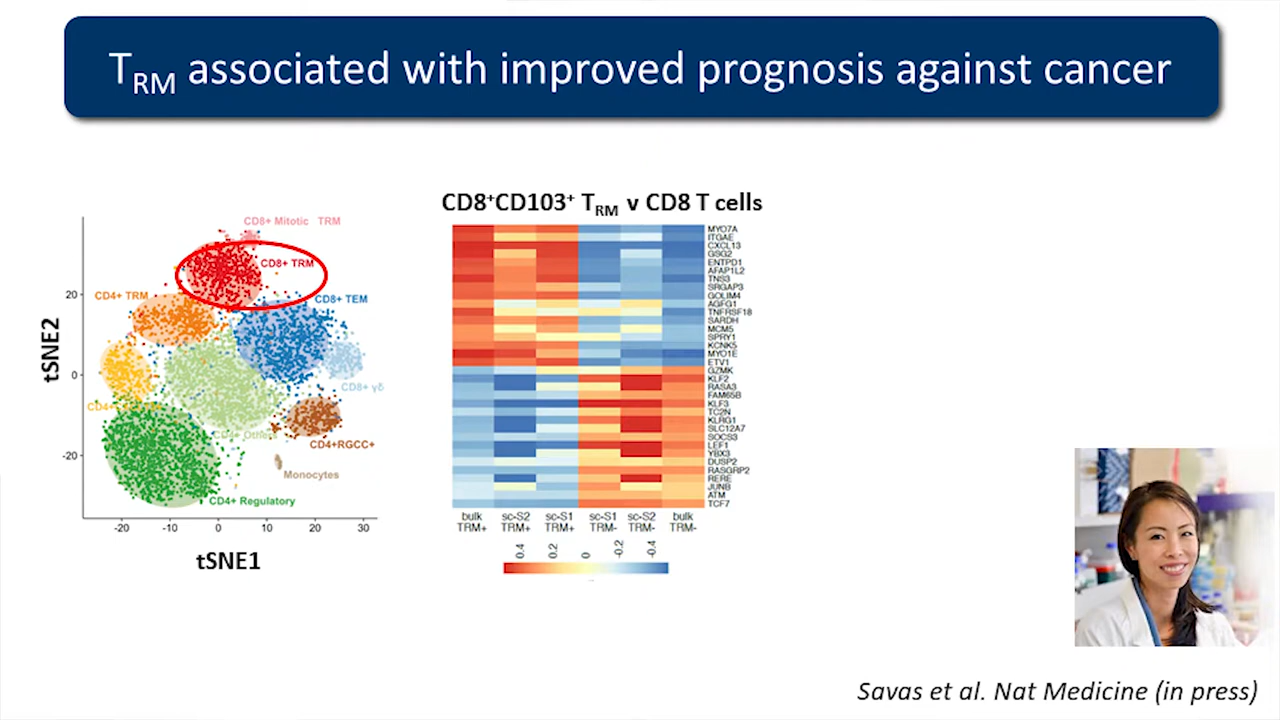 TRM associated with improved prognosis against cancer
CD8⁺CD103⁺ TRM v CD8 T cells
CD8+ Mitotic TRM
CD8+ TRM
CD4+ TRM
CD8+ TEM
CD8+ γδ
CD4+
CD4+ Others
CD4+RGCC+
Monocytes
CD4+ Regulatory
tSNE2
20
0
-20
-20 -10 0 10 20 30
tSNE1
MYO7A
ITGAE
CXCL13
GSG2
ENTPD1
AFAP1L2
TNS3
SRGAP3
GOLIM4
AGFG1
TNFRSF18
SARDH
MCM5
SPRY1
KCNK5
MYO1E
ETV1
GZMK
KLF2
RASA3
FAM65B
KLF3
TC2N
KLRG1
SLC12A7
SOCS3
LEF1
YBX3
DUSP2
RASGRP2
RERE
JUNB
ATM
TCF7
bulk sc-S2 sc-S1 sc-S1 sc-S2 bulk
TRM+ TRM+ TRM+ TRM- TRM- TRM-
0.4 0.2 0 -0.2 -0.4
Savas et al. Nat Medicine (in press)